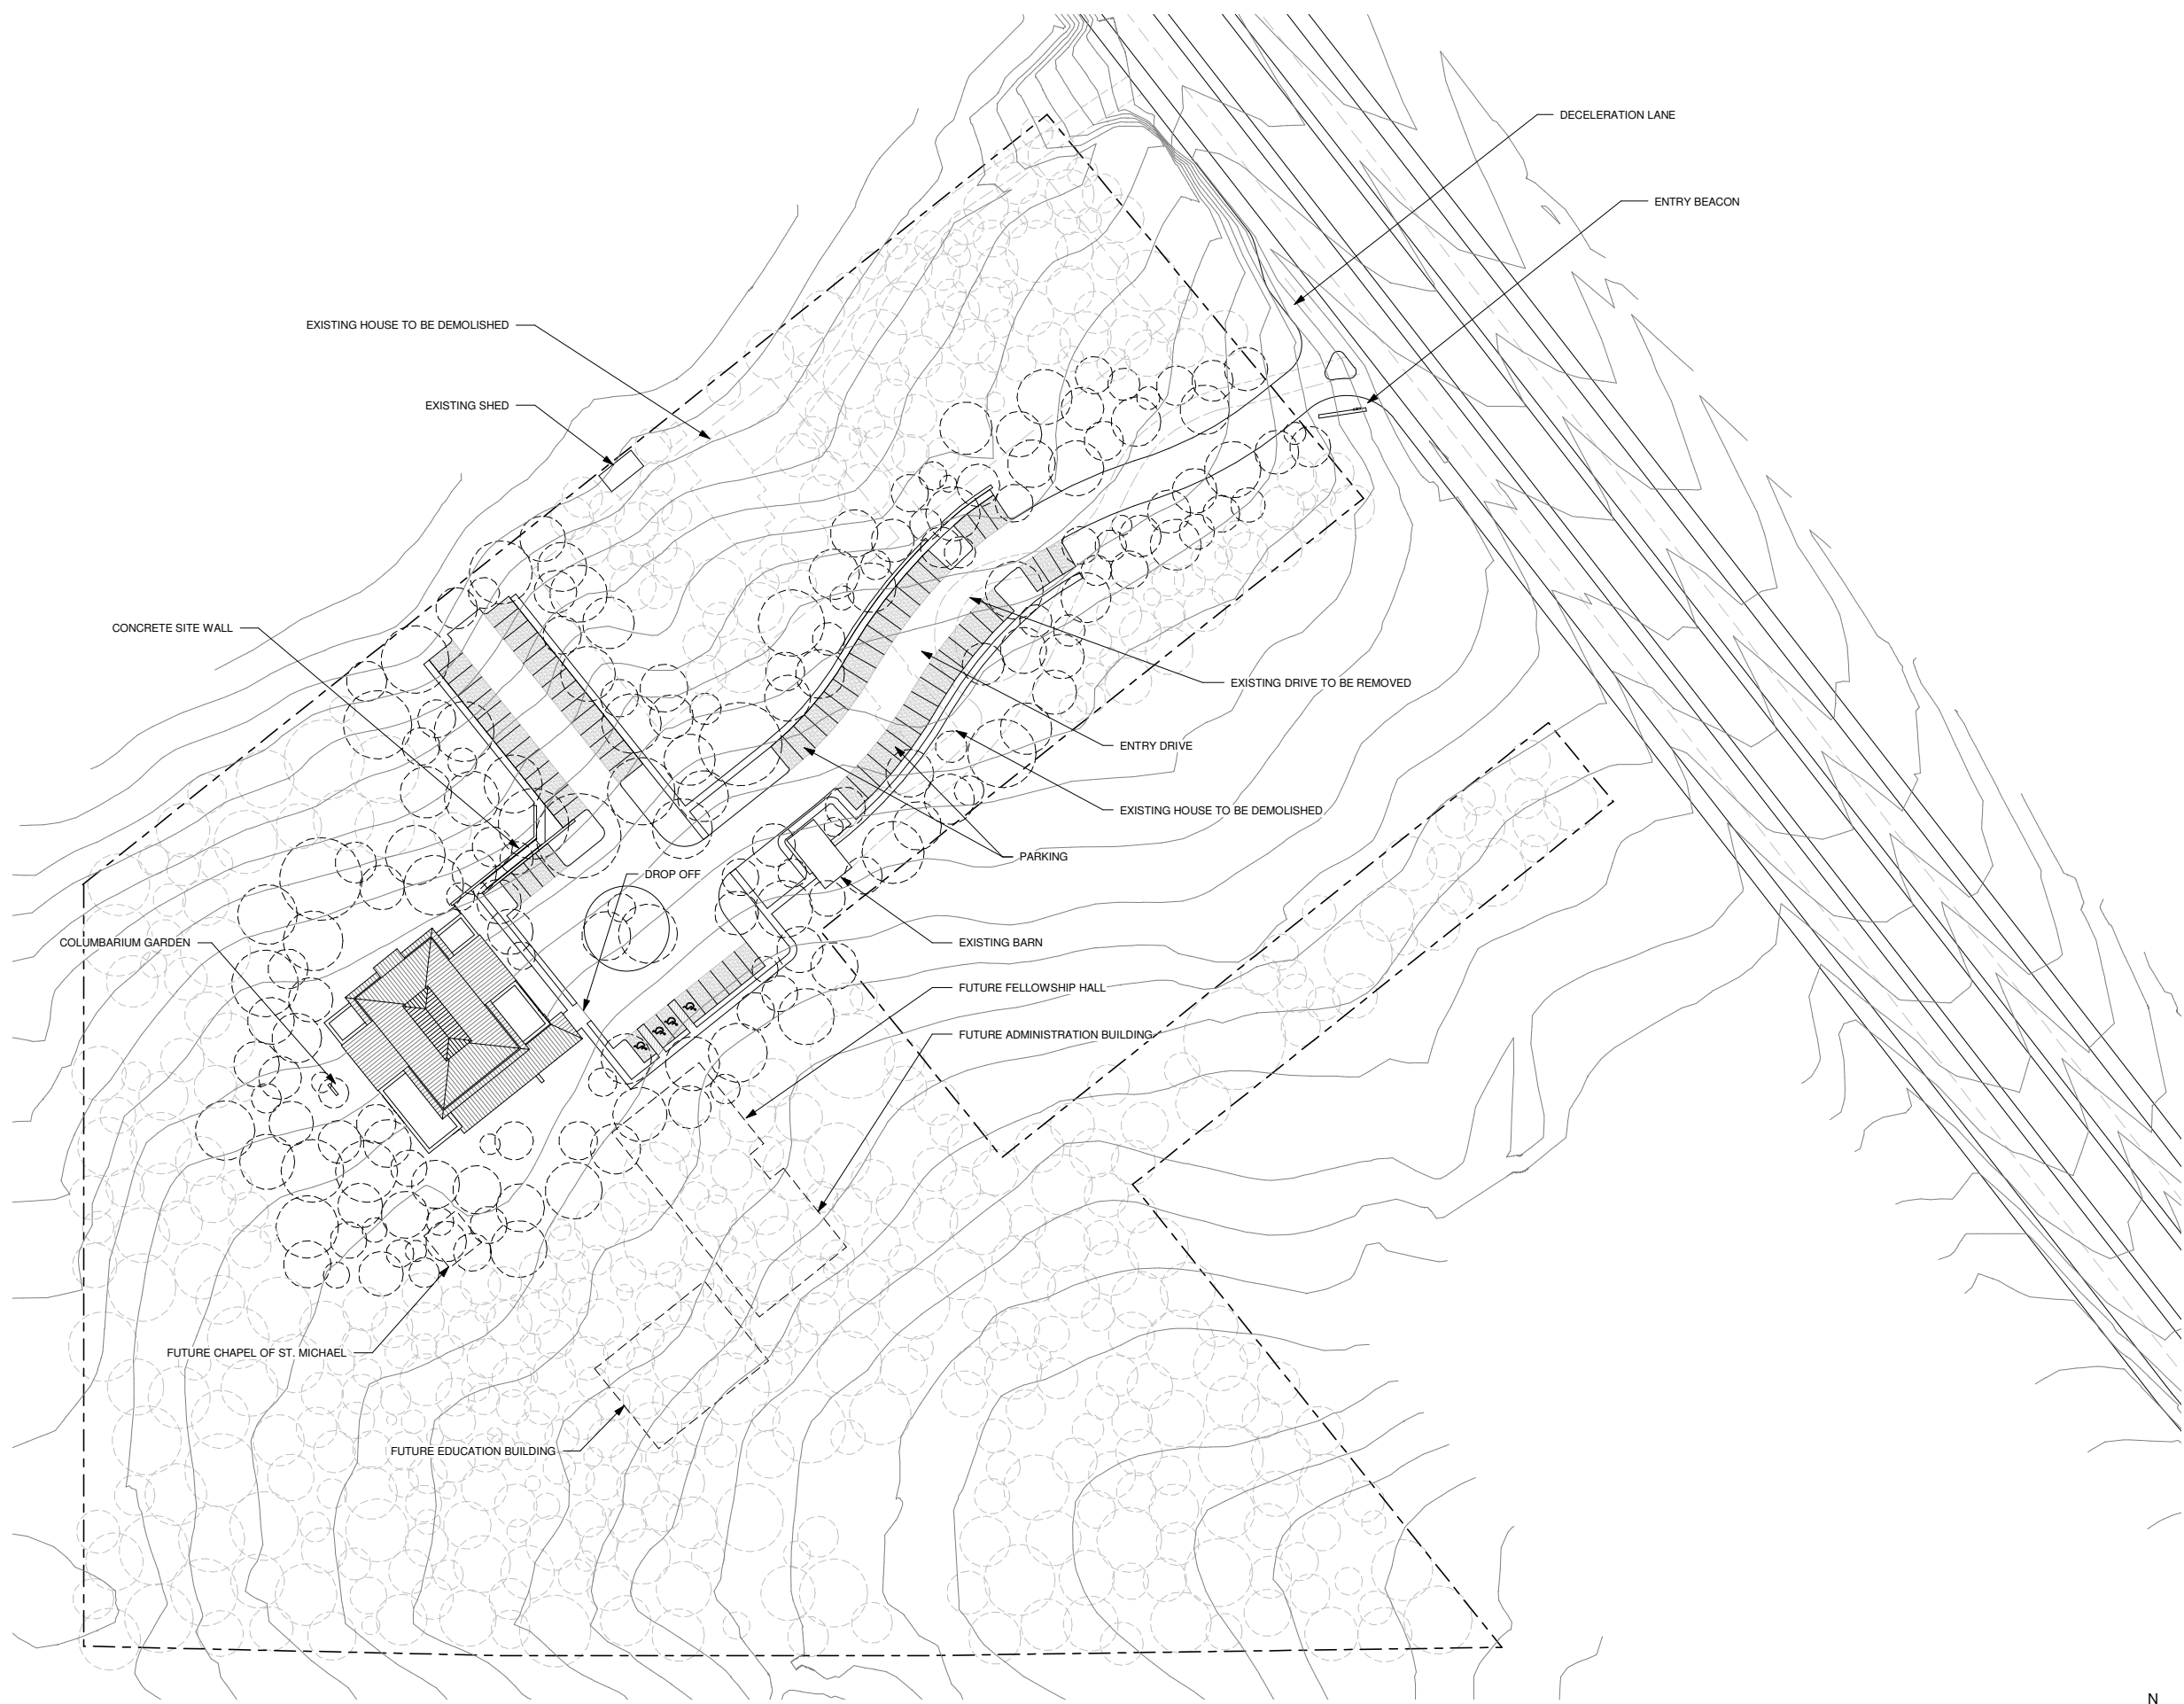 DECELERATION LANE
ENTRY BEACON
EXISTING HOUSE TO BE DEMOLISHED
EXISTING SHED
CONCRETE SITE WALL
EXISTING DRIVE TO BE REMOVED
ENTRY DRIVE
EXISTING HOUSE TO BE DEMOLISHED
PARKING
DROP OFF
COLUMBARIUM GARDEN
EXISTING BARN
FUTURE FELLOWSHIP HALL
FUTURE ADMINISTRATION BUILDING
FUTURE CHAPEL OF ST. MICHAEL
FUTURE EDUCATION BUILDING
N